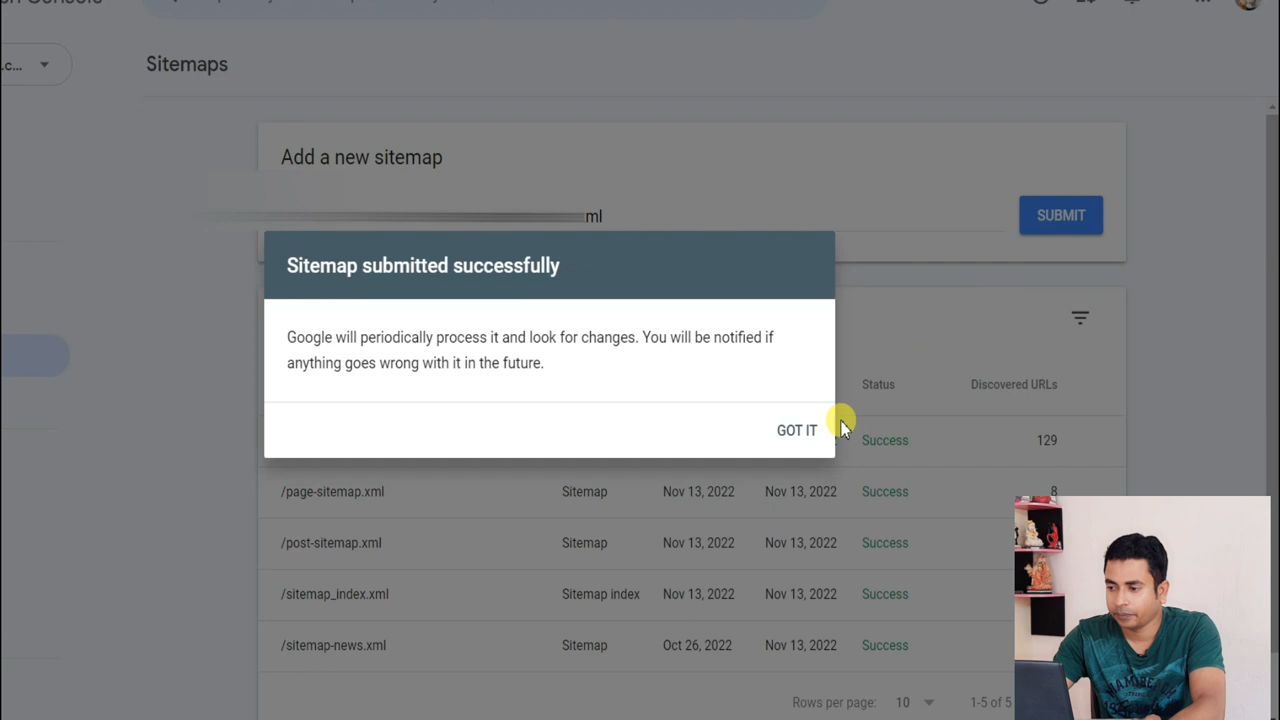 .c...
Sitemaps
Add a new sitemap
ml
SUBMIT
Sitemap submitted successfully
Google will periodically process it and look for changes. You will be notified if
anything goes wrong with it in the future.
GOT IT
Status Discovered URLs
Success 129
/page-sitemap.xml Sitemap Nov 13, 2022 Nov 13, 2022 Success 8
/post-sitemap.xml Sitemap Nov 13, 2022 Nov 13, 2022 Success
/sitemap_index.xml Sitemap index Nov 13, 2022 Nov 13, 2022 Success
/sitemap-news.xml Sitemap Oct 26, 2022 Nov 13, 2022 Success
Rows per page: 10 1-5 of 5